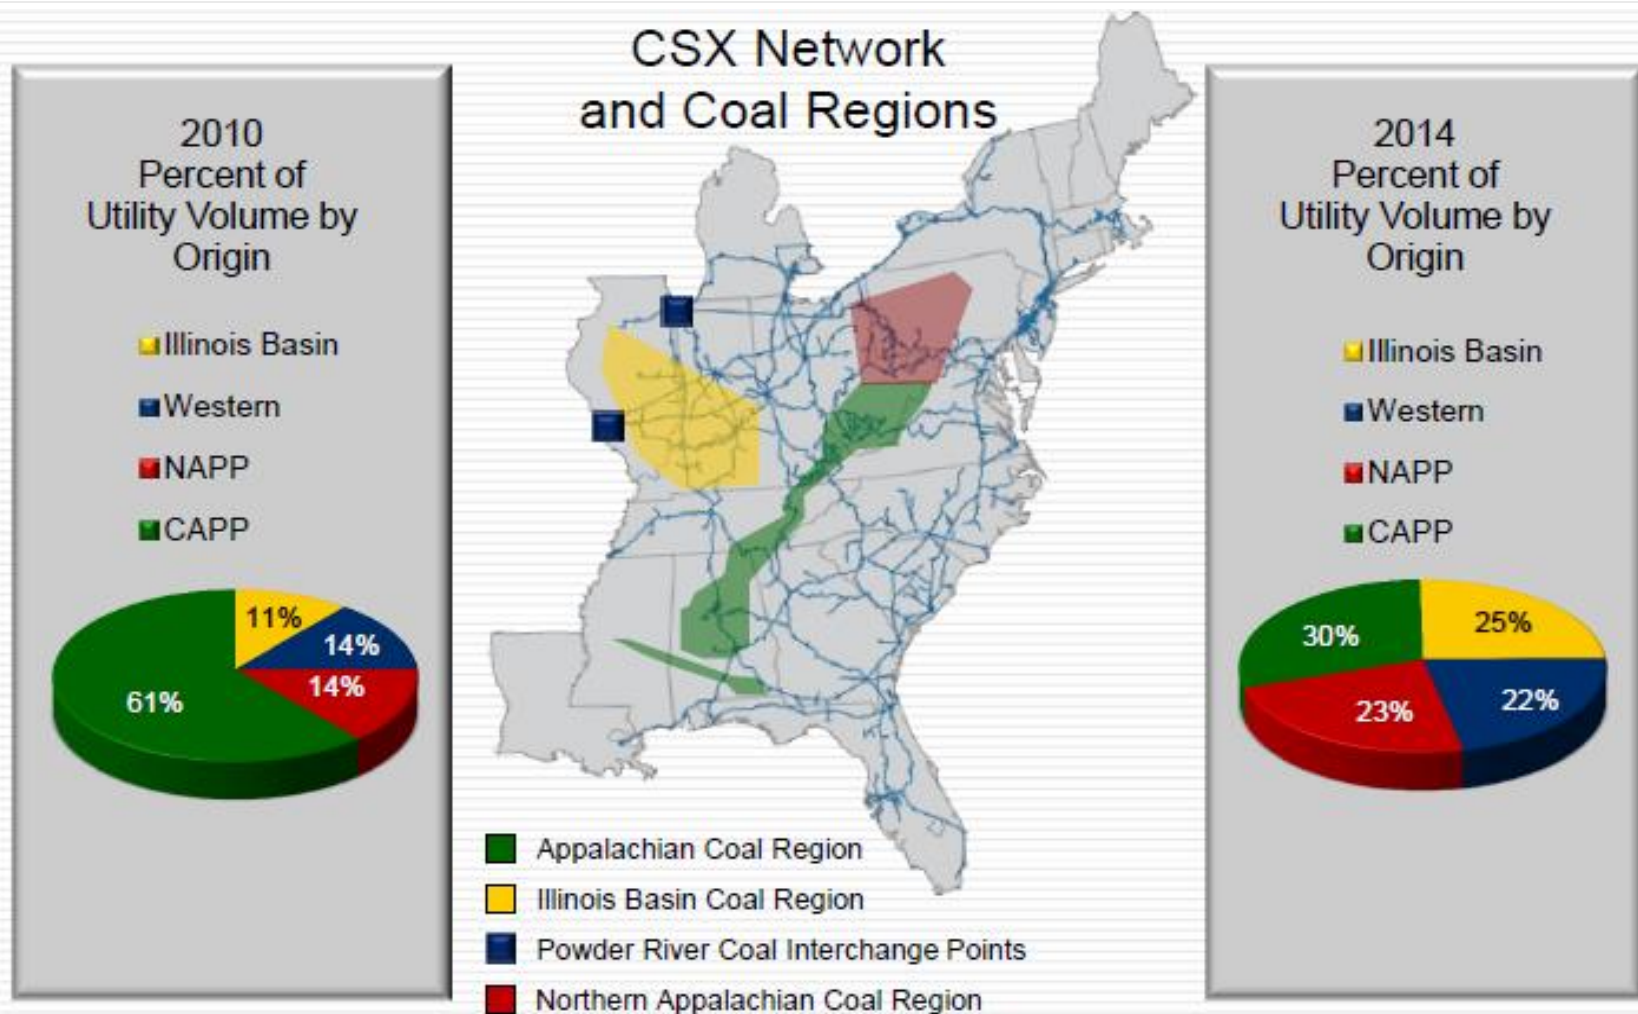 CSX Network
and Coal Regions
2010
Percent of
Utility Volume by
Origin
Illinois Basin
Western
NAPP
CAPP
11%
14%
14%
61%
Appalachian Coal Region
Illinois Basin Coal Region
Powder River Coal Interchange Points
Northern Appalachian Coal Region
2014
Percent of
Utility Volume by
Origin
Illinois Basin
Western
NAPP
CAPP
25%
30%
22%
23%